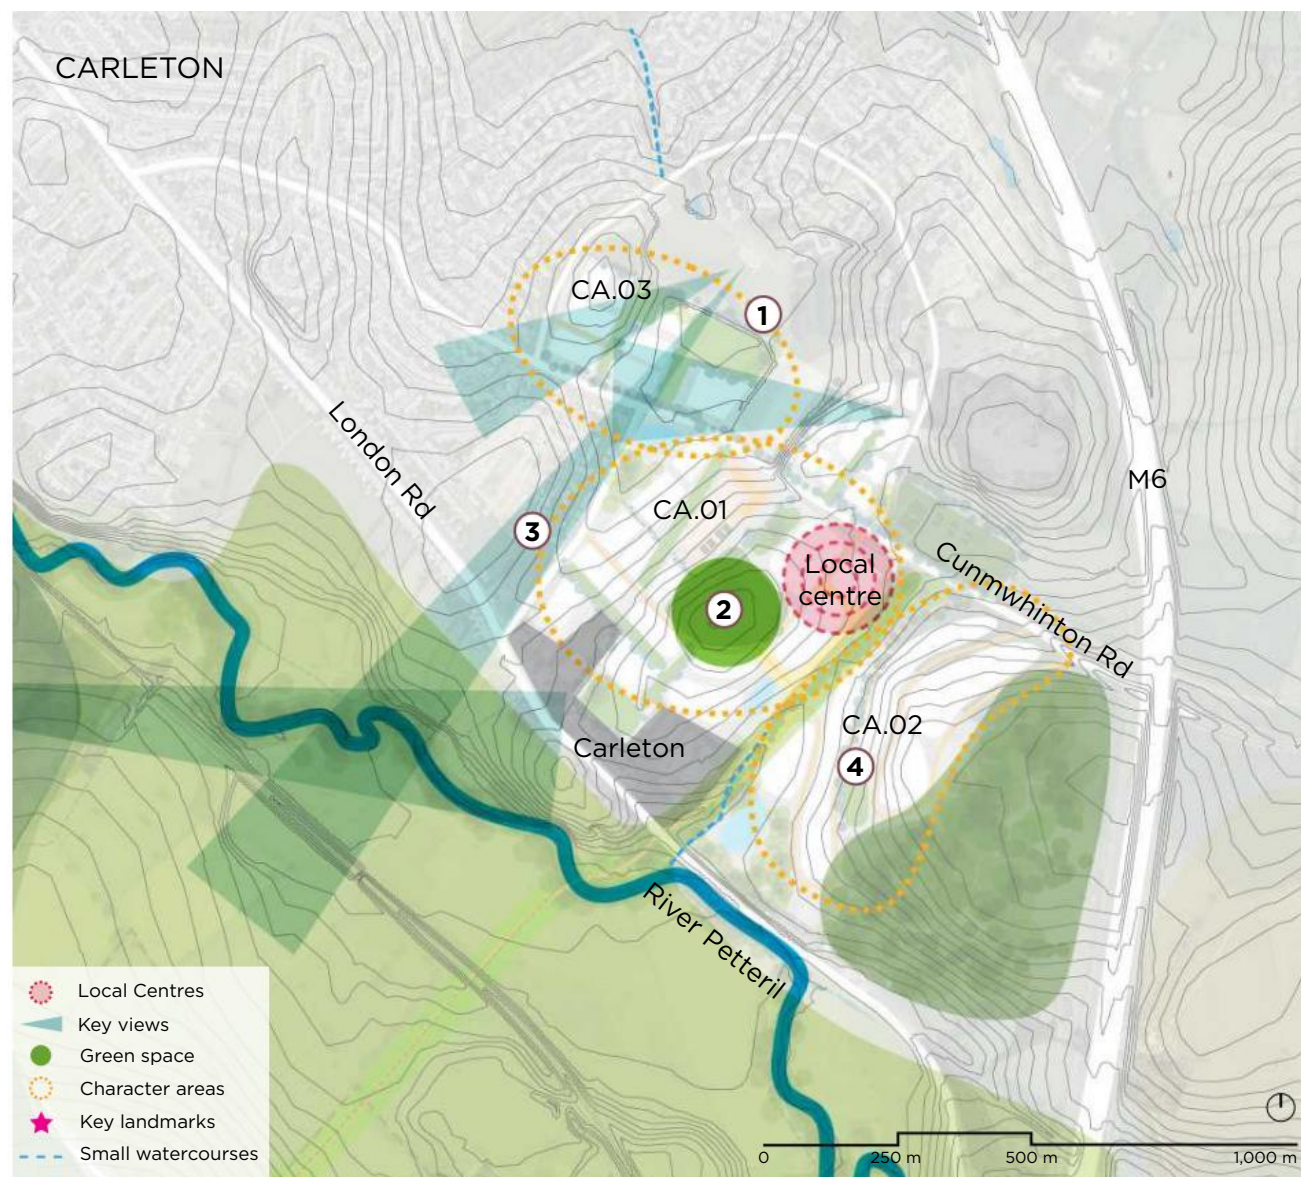 CARLETON
CA.03
1
London Rd
M6
CA.01
3
Local
centre
Cunmwhinton Rd
2
CA.02
Carleton
4
River Petteril
Local Centres
Key views
Green space
Character areas
Key landmarks
Small watercourses
0
250 m
500 m
1,000 m